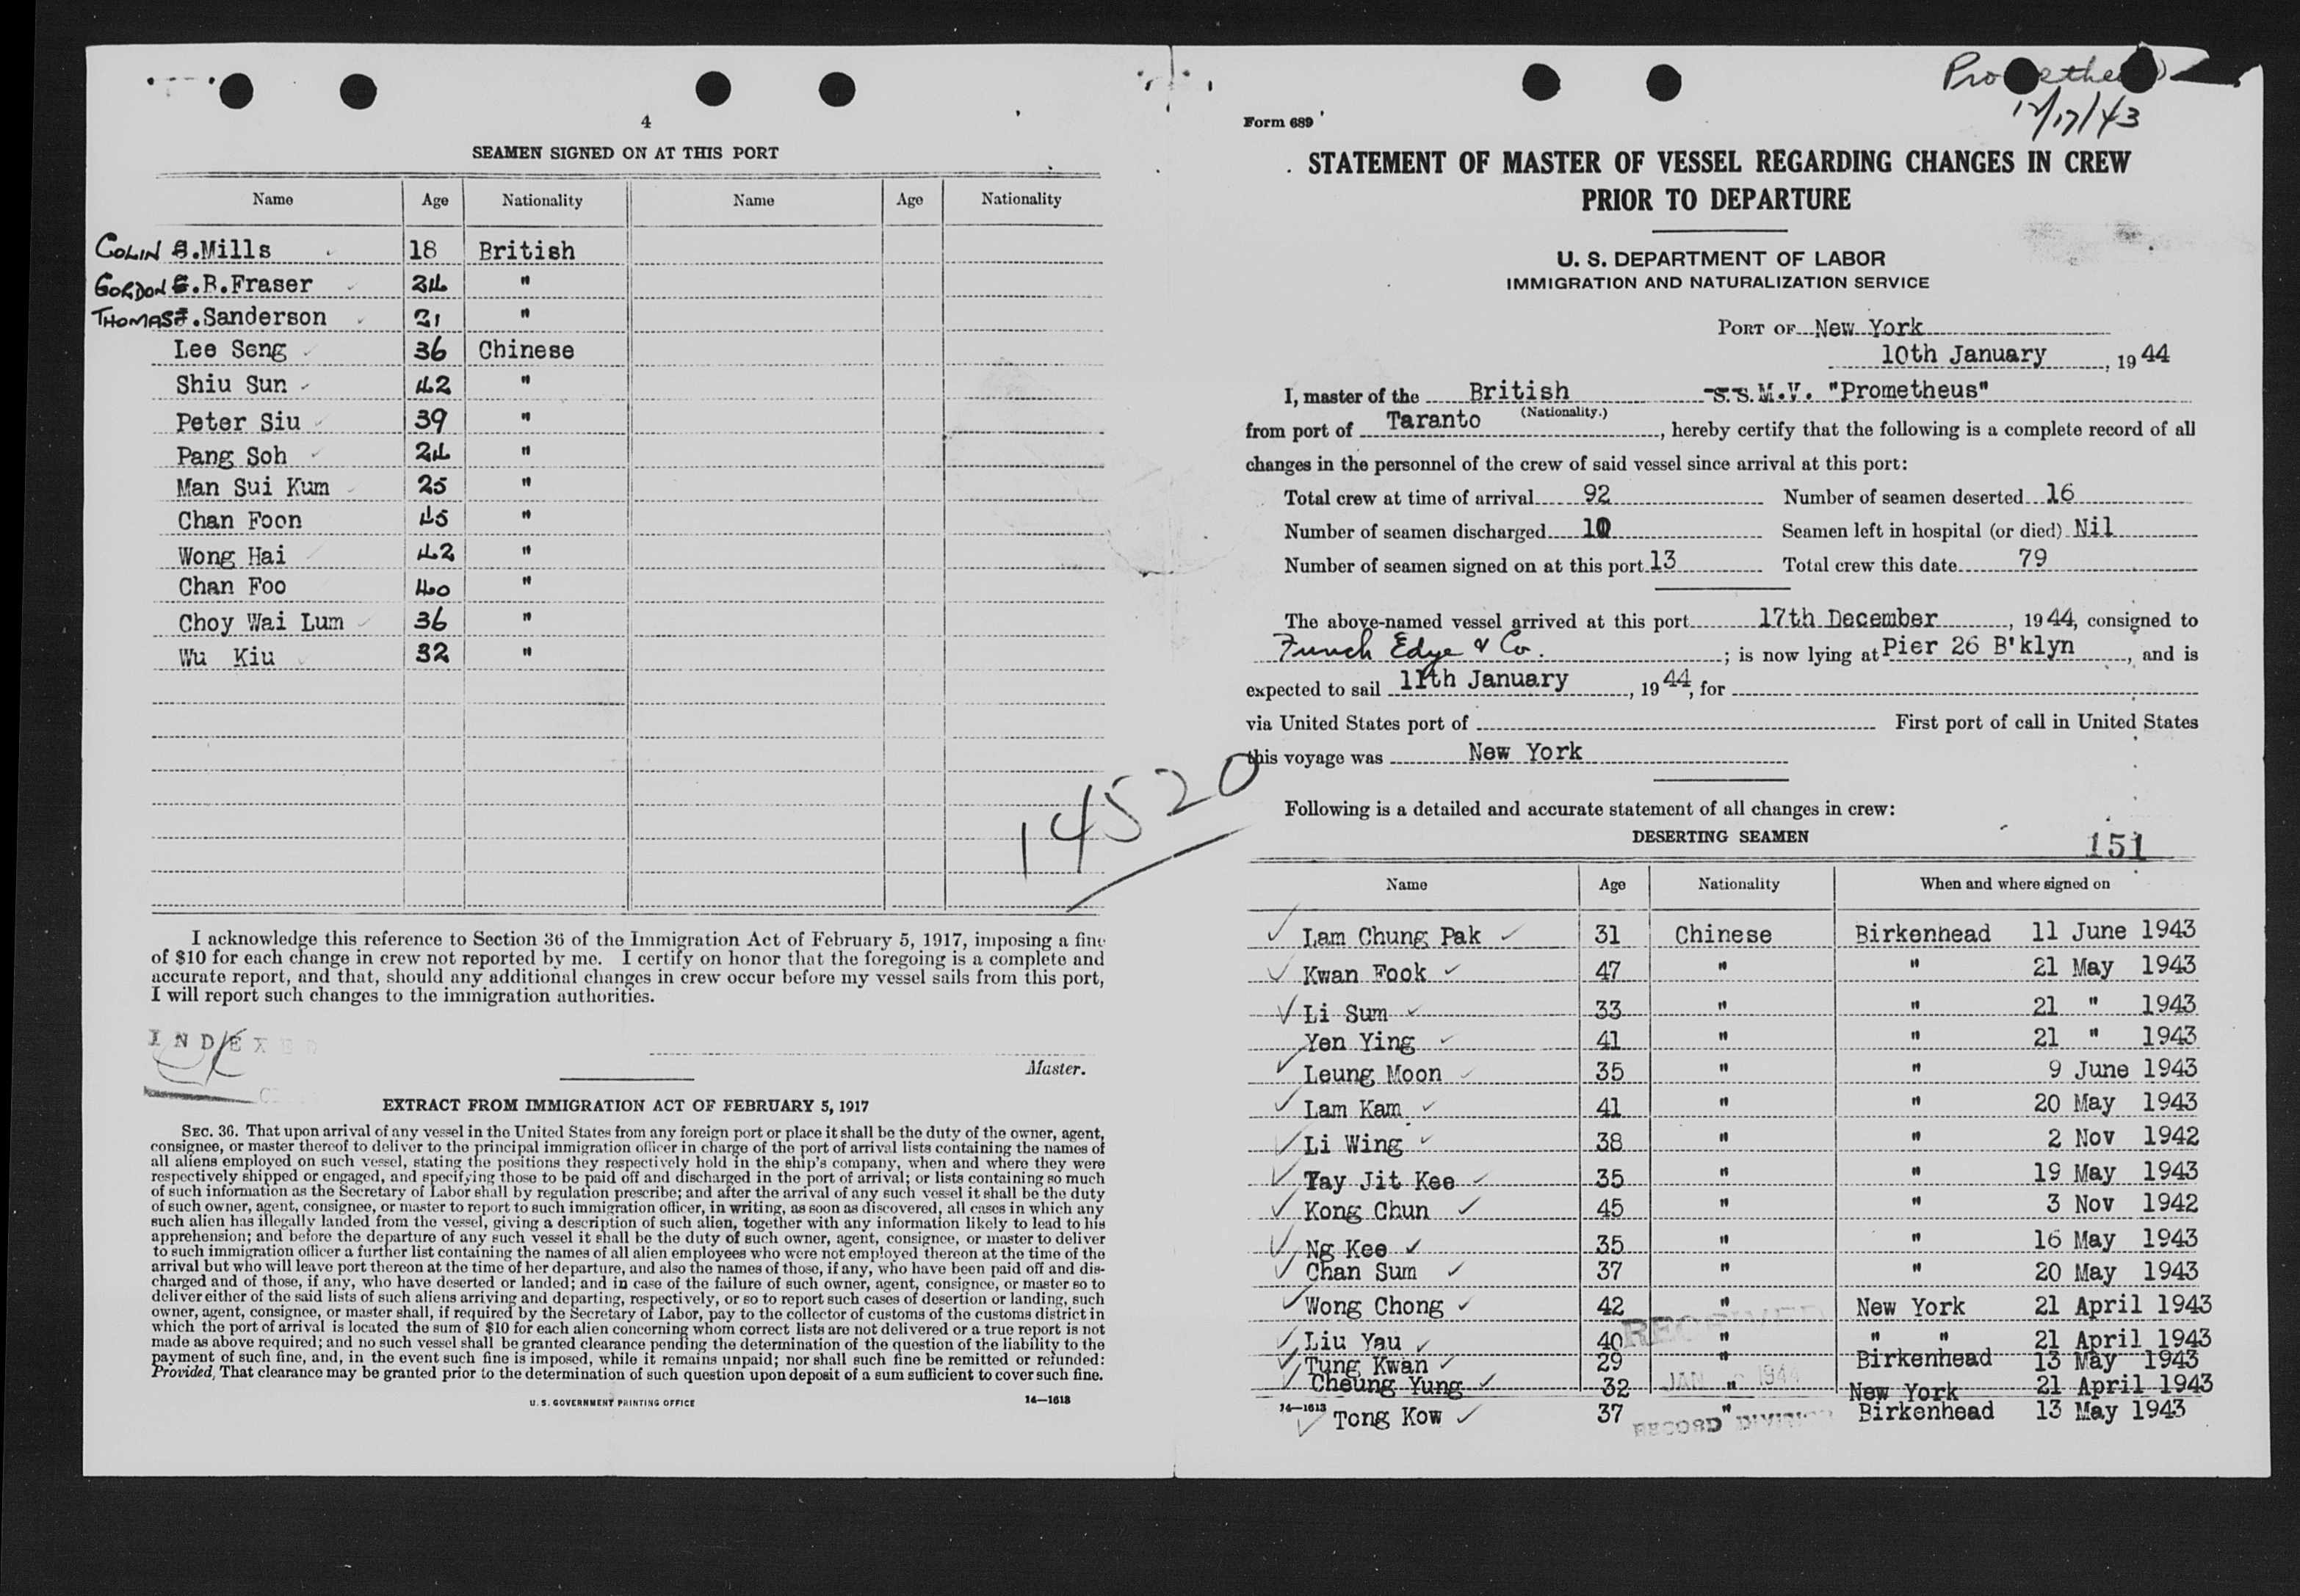 4
SEAMEN SIGNED ON AT THIS PORT
Name Age Nationality Name Age Nationality
COLIN S.Mills 18 British
GORDON G.R.Fraser 24 "
THOMAS J.Sanderson 21 "
Lee Seng 36 Chinese
Shiu Sun 42 "
Peter Siu 39 "
Pang Soh 24 "
Man Sui Kum 25 "
Chan Foon 45 "
Wong Hai 42 "
Chan Foo 40 "
Choy Wai Lum 36 "
Wu Kiu 32 "
14520
I acknowledge this reference to Section 36 of the Immigration Act of February 5, 1917, imposing a fine
of $10 for each change in crew not reported by me. I certify on honor that the foregoing is a complete and
accurate report, and that, should any additional changes in crew occur before my vessel sails from this port,
I will report such changes to the immigration authorities.
INDEXED
Master.
EXTRACT FROM IMMIGRATION ACT OF FEBRUARY 5, 1917
SEC. 36. That upon arrival of any vessel in the United States from any foreign port or place it shall be the duty of the owner, agent,
consignee, or master thereof to deliver to the principal immigration officer in charge of the port of arrival lists containing the names of
all aliens employed on such vessel, stating the positions they respectively hold in the ship's company, when and where they were
respectively shipped or engaged, and specifying those to be paid off and discharged in the port of arrival; or lists containing so much
of such information as the Secretary of Labor shall by regulation prescribe; and after the arrival of any such vessel it shall be the duty
of such owner, agent, consignee, or master to report to such immigration officer, in writing, as soon as discovered, all cases in which any
such alien has illegally landed from the vessel, giving a description of such alien, together with any information likely to lead to his
apprehension; and before the departure of any such vessel it shall be the duty of such owner, agent, consignee, or master to deliver
to such immigration officer a further list containing the names of all alien employees who were not employed thereon at the time of the
arrival but who will leave port thereon at the time of her departure, and also the names of those, if any, who have been paid off and dis-
charged and of those, if any, who have deserted or landed; and in case of the failure of such owner, agent, consignee, or master so to
deliver either of the said lists of such aliens arriving and departing, respectively, or so to report such cases of desertion or landing, such
owner, agent, consignee, or master shall, if required by the Secretary of Labor, pay to the collector of customs of the customs district in
which the port of arrival is located the sum of $10 for each alien concerning whom correct lists are not delivered or a true report is not
made as above required; and no such vessel shall be granted clearance pending the determination of the question of the liability to the
payment of such fine, and, in the event such fine is imposed, while it remains unpaid; nor shall such fine be remitted or refunded:
Provided, That clearance may be granted prior to the determination of such question upon deposit of a sum sufficient to cover such fine.
U. S. GOVERNMENT PRINTING OFFICE 14—1613
Prometheus
12/17/43
Form 689
STATEMENT OF MASTER OF VESSEL REGARDING CHANGES IN CREW
PRIOR TO DEPARTURE
U. S. DEPARTMENT OF LABOR
IMMIGRATION AND NATURALIZATION SERVICE
PORT OF New York
10th January, 1944
I, master of the British S.S. M.V. "Prometheus"
(Nationality.)
from port of Taranto, hereby certify that the following is a complete record of all
changes in the personnel of the crew of said vessel since arrival at this port:
Total crew at time of arrival 92 Number of seamen deserted 16
Number of seamen discharged 10 Seamen left in hospital (or died) Nil
Number of seamen signed on at this port 13 Total crew this date 79
The above-named vessel arrived at this port 17th December, 1944, consigned to
Funch Edye & Co.; is now lying at Pier 26 B'klyn, and is
expected to sail 11th January, 1944, for
via United States port of First port of call in United States
this voyage was New York
Following is a detailed and accurate statement of all changes in crew:
DESERTING SEAMEN
151
Name Age Nationality When and where signed on
Lam Chung Pak 31 Chinese Birkenhead 11 June 1943
Kwan Fook 47 " " 21 May 1943
Li Sum 33 " " 21 " 1943
Yen Ying 41 " " 21 " 1943
Leung Moon 35 " " 9 June 1943
Lam Kam 41 " " 20 May 1943
Li Wing 38 " " 2 Nov 1942
Tay Jit Kee 35 " " 19 May 1943
Kong Chun 45 " " 3 Nov 1942
Ng Kee 35 " " 16 May 1943
Chan Sum 37 " " 20 May 1943
Wong Chong 42 " New York 21 April 1943
Liu Yau 40 " " " 21 April 1943
Tung Kwan 29 " Birkenhead 13 May 1943
Cheung Yung 32 " New York 21 April 1943
14—1613
Tong Kow 37 " Birkenhead 13 May 1943
RECEIVED
JAN 1944
RECORD DIVISION